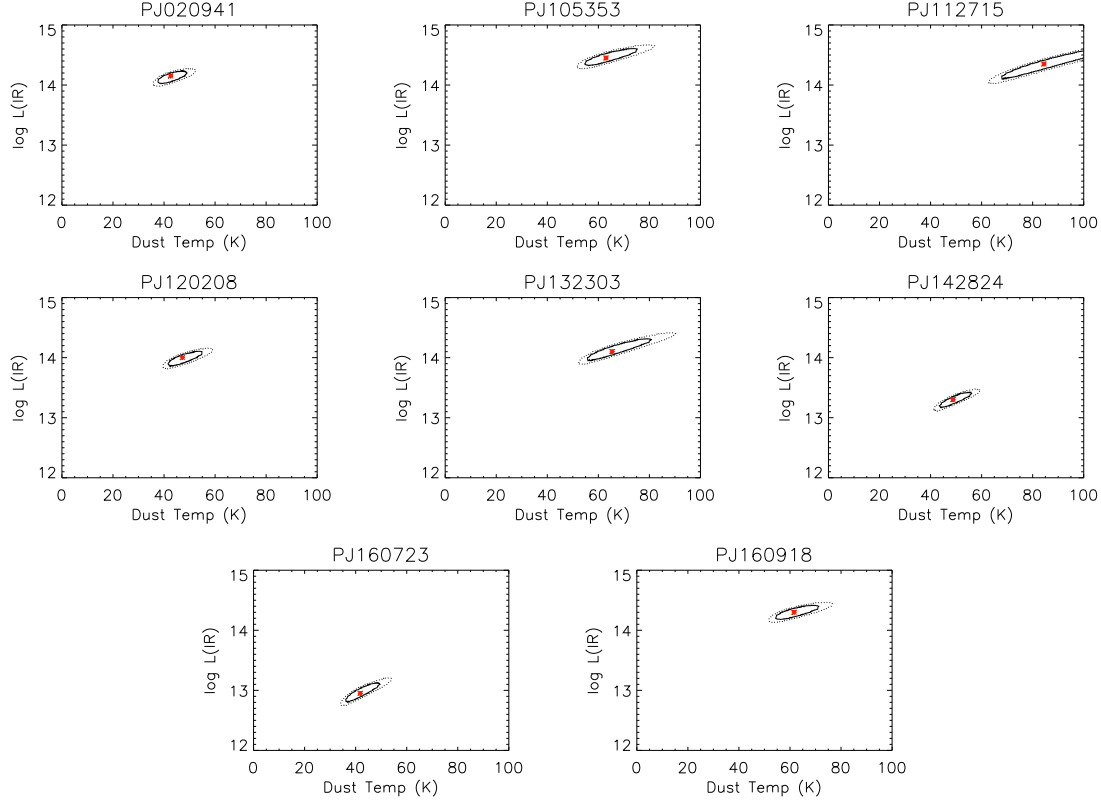 PJ020941
15
14
13
12
log L(IR)
0 20 40 60 80 100
Dust Temp (K)
PJ105353
15
14
13
12
log L(IR)
0 20 40 60 80 100
Dust Temp (K)
PJ112715
15
14
13
12
log L(IR)
0 20 40 60 80 100
Dust Temp (K)
PJ120208
15
14
13
12
log L(IR)
0 20 40 60 80 100
Dust Temp (K)
PJ132303
15
14
13
12
log L(IR)
0 20 40 60 80 100
Dust Temp (K)
PJ142824
15
14
13
12
log L(IR)
0 20 40 60 80 100
Dust Temp (K)
PJ160723
15
14
13
12
log L(IR)
0 20 40 60 80 100
Dust Temp (K)
PJ160918
15
14
13
12
log L(IR)
0 20 40 60 80 100
Dust Temp (K)